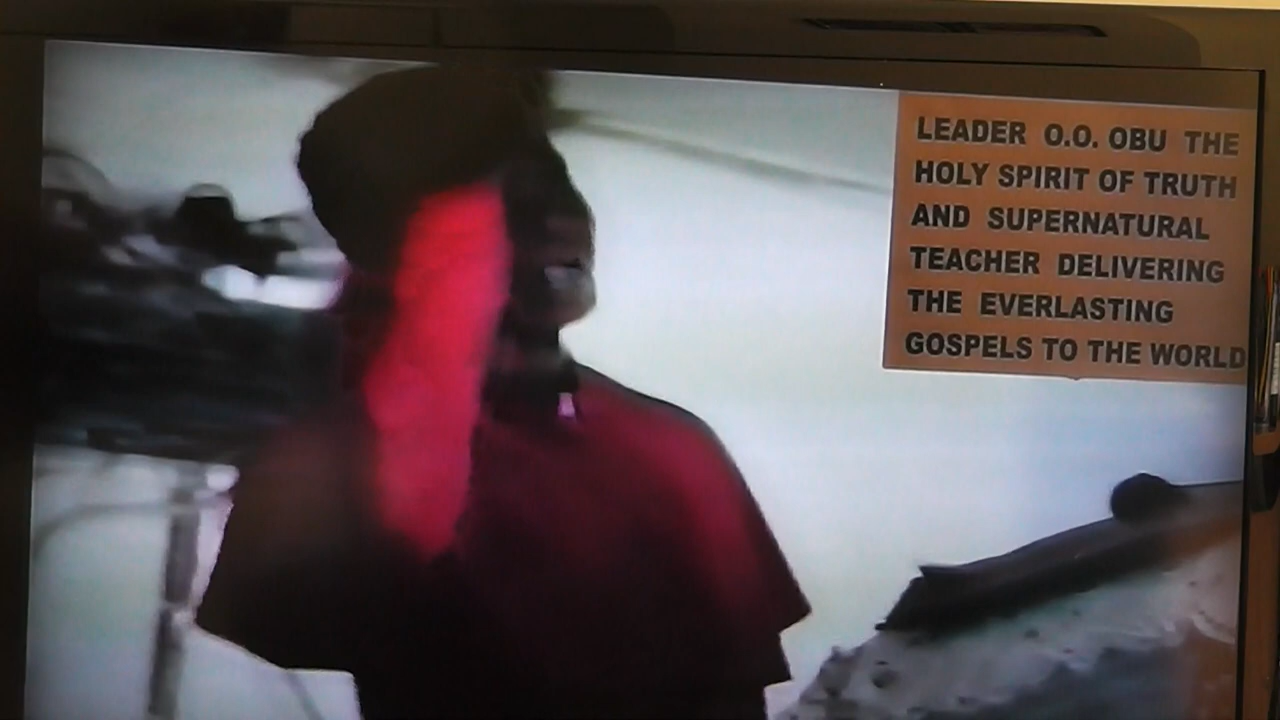 LEADER O.O. OBU THE
HOLY SPIRIT OF TRUTH
AND SUPERNATURAL
TEACHER DELIVERING
THE EVERLASTING
GOSPELS TO THE WORLD